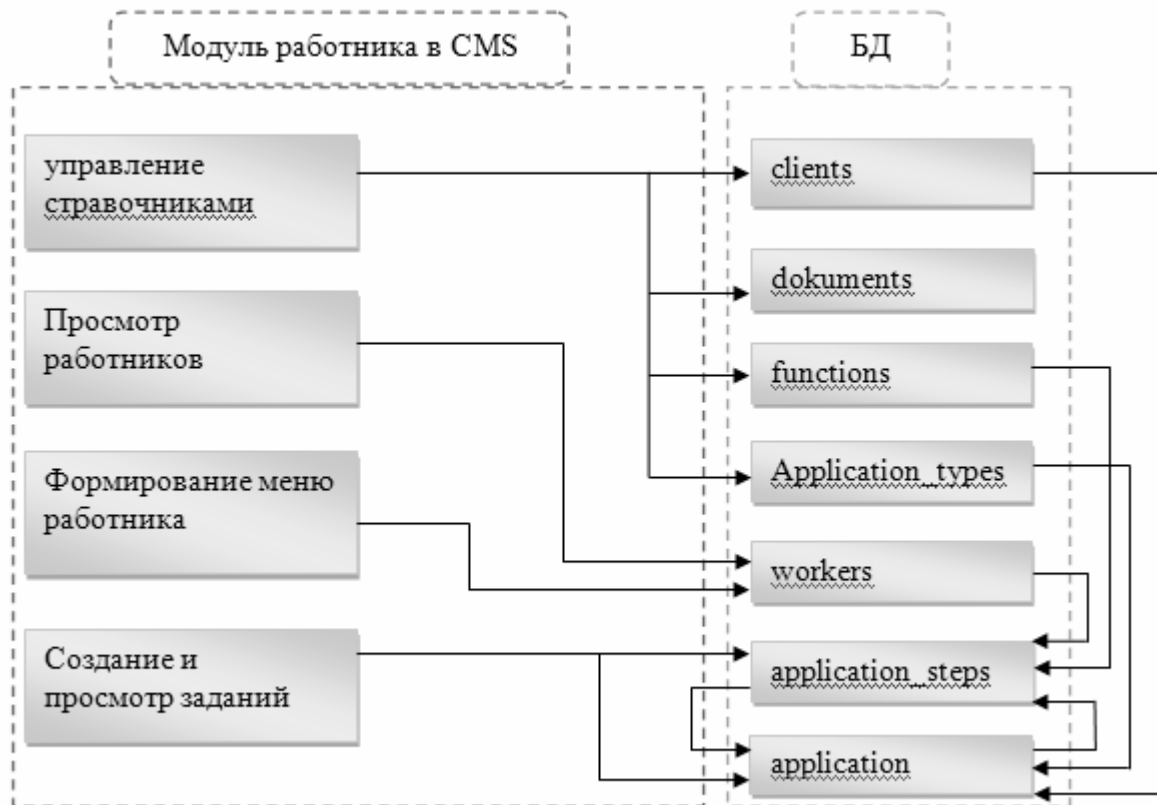 Модуль работника в CMS
БД
управление
справочниками
Просмотр
работников
Формирование меню
работника
Создание и
просмотр заданий
clients
dokuments
functions
Application_types
workers
application_steps
application